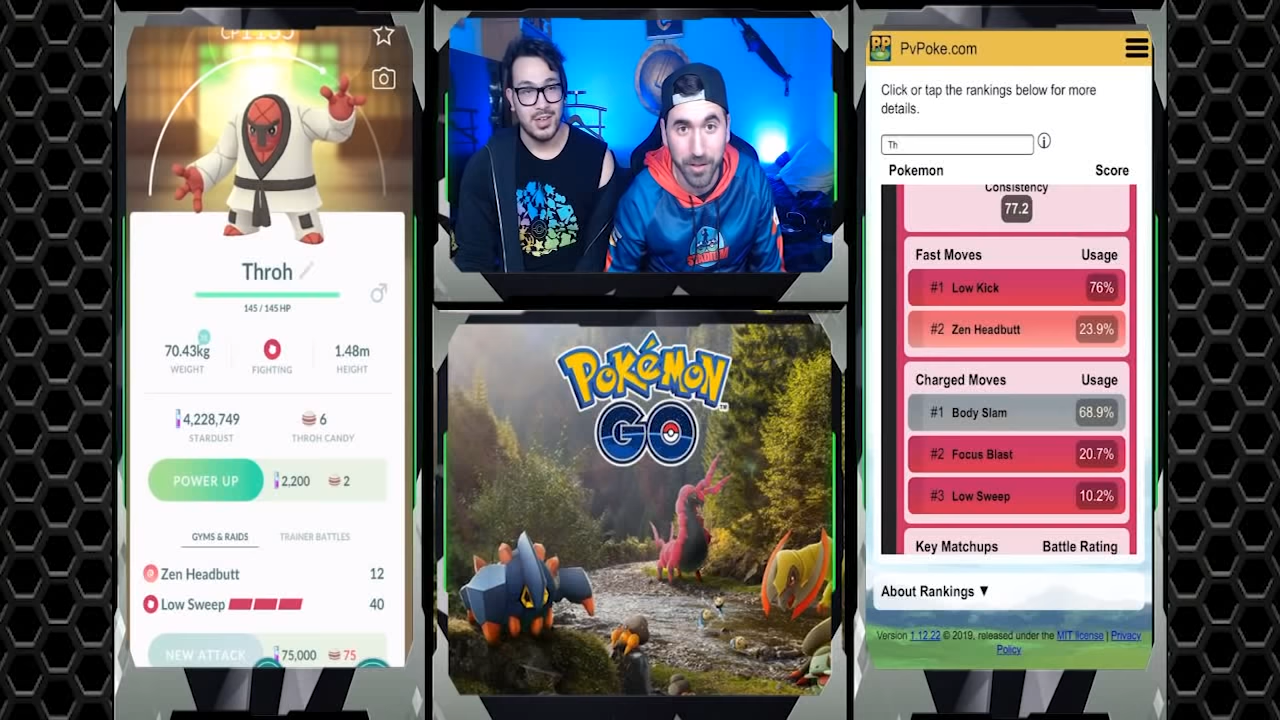 CP1135
Throh
145 / 145 HP
70.43kg
WEIGHT
FIGHTING
1.48m
HEIGHT
4,228,749
STARDUST
6
THROH CANDY
POWER UP
2,200
2
GYMS & RAIDS
TRAINER BATTLES
Zen Headbutt 12
Low Sweep 40
NEW ATTACK
75,000
75
STADIUM
POKÉMON
GO
PP
PvPoke.com
Click or tap the rankings below for more
details.
Th
Pokemon
Score
Consistency
77.2
Fast Moves Usage
#1 Low Kick 76%
#2 Zen Headbutt 23.9%
Charged Moves Usage
#1 Body Slam 68.9%
#2 Focus Blast 20.7%
#3 Low Sweep 10.2%
Key Matchups Battle Rating
About Rankings ▼
Version 1.12.22 © 2019, released under the MIT license | Privacy
Policy